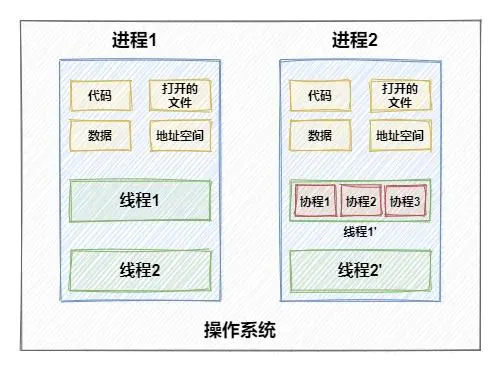 进程1
进程2
代码
打开的
文件
数据
地址空间
线程1
线程2
代码
打开的
文件
数据
地址空间
协程1
协程2
协程3
线程1'
线程2'
操作系统